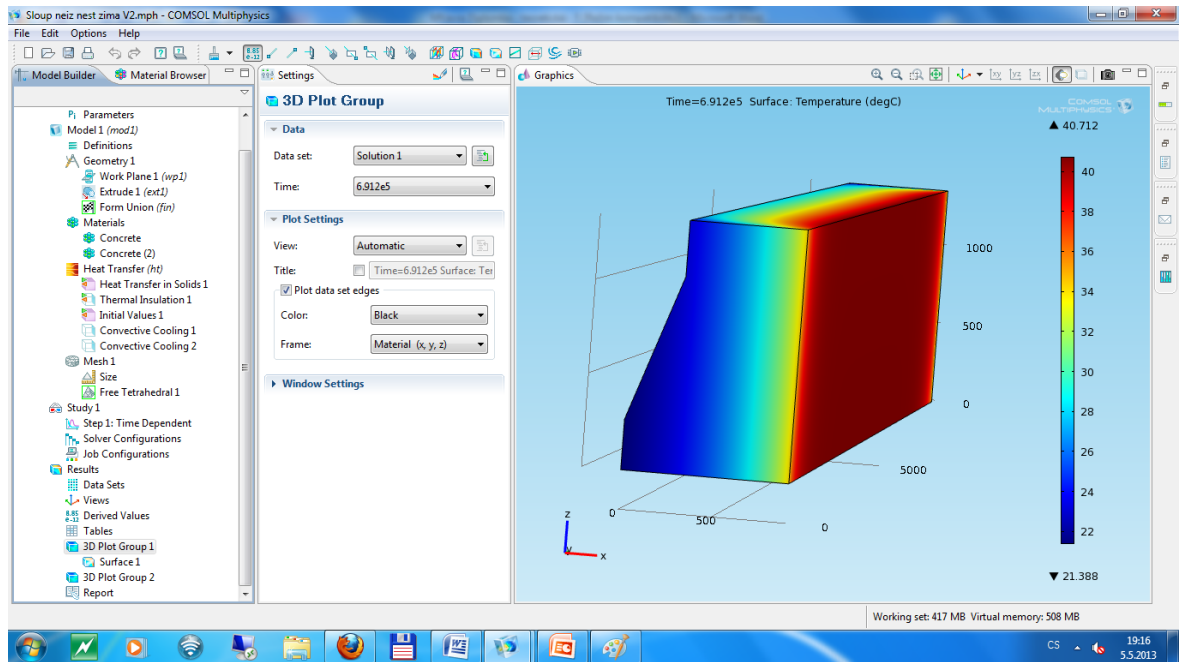 Sloup neiz nest zima V2.mph - COMSOL Multiphysics
File Edit Options Help
Model Builder Material Browser
Parameters
Model 1 (mod1)
Definitions
Geometry 1
Work Plane 1 (wp1)
Extrude 1 (ext1)
Form Union (fin)
Materials
Concrete
Concrete (2)
Heat Transfer (ht)
Heat Transfer in Solids 1
Thermal Insulation 1
Initial Values 1
Convective Cooling 1
Convective Cooling 2
Mesh 1
Size
Free Tetrahedral 1
Study 1
Step 1: Time Dependent
Solver Configurations
Job Configurations
Results
Data Sets
Views
Derived Values
Tables
3D Plot Group 1
Surface 1
3D Plot Group 2
Report
Settings
3D Plot Group
Data
Data set: Solution 1
Time: 6.912e5
Plot Settings
View: Automatic
Title: Time=6.912e5 Surface: Ter
Plot data set edges
Color: Black
Frame: Material (x, y, z)
Window Settings
Graphics
Time=6.912e5 Surface: Temperature (degC)
COMSOL
MULTIPHYSICS
▲ 40.712
40
38
36
34
32
30
28
26
24
22
▼ 21.388
1000
500
0
5000
0
500
0
z
y
x
Working set: 417 MB Virtual memory: 508 MB
CS
19:16
5.5.2013